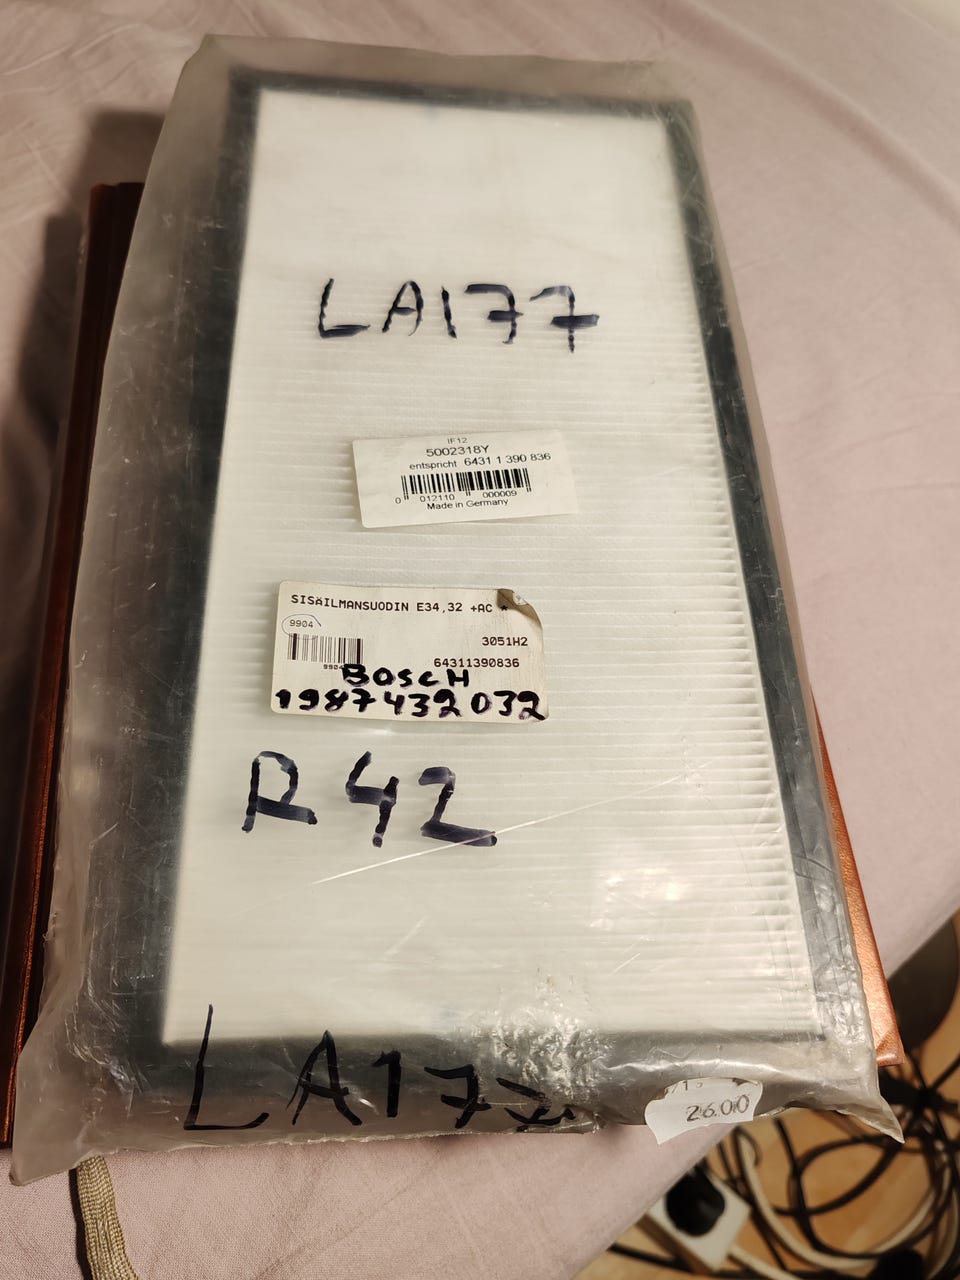 LA177
IF12
5002318Y
entspricht 6431 1 390 836
0 012110 000009
Made in Germany
SISÄILMANSUODIN E34,32 +AC *
9904
3051H2
64311390836
BOSCH
1987432032
R42
LA177
26.00